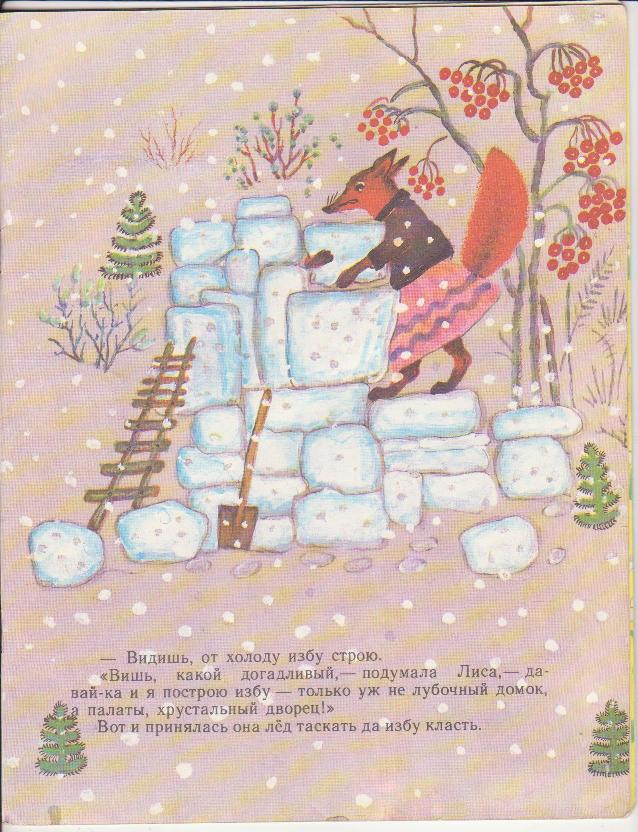 — Видишь, от холоду избу строю.
«Вишь, какой догадливый,— подумала Лиса,— да-
вай-ка и я построю избу — только уж не лубочный домок,
а палаты, хрустальный дворец!»
Вот и принялась она лёд таскать да избу класть.